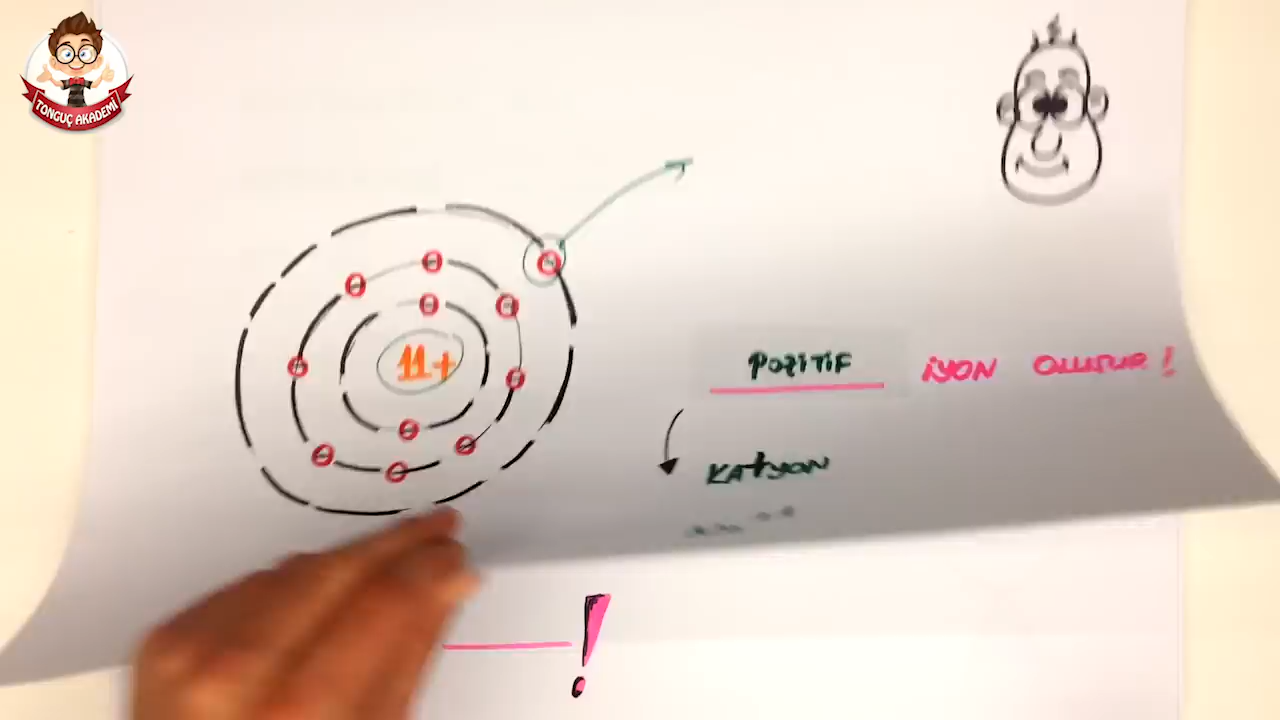 TONGUÇ AKADEMİ
11+
POZİTİF İYON OLUŞUR!
KATYON
!